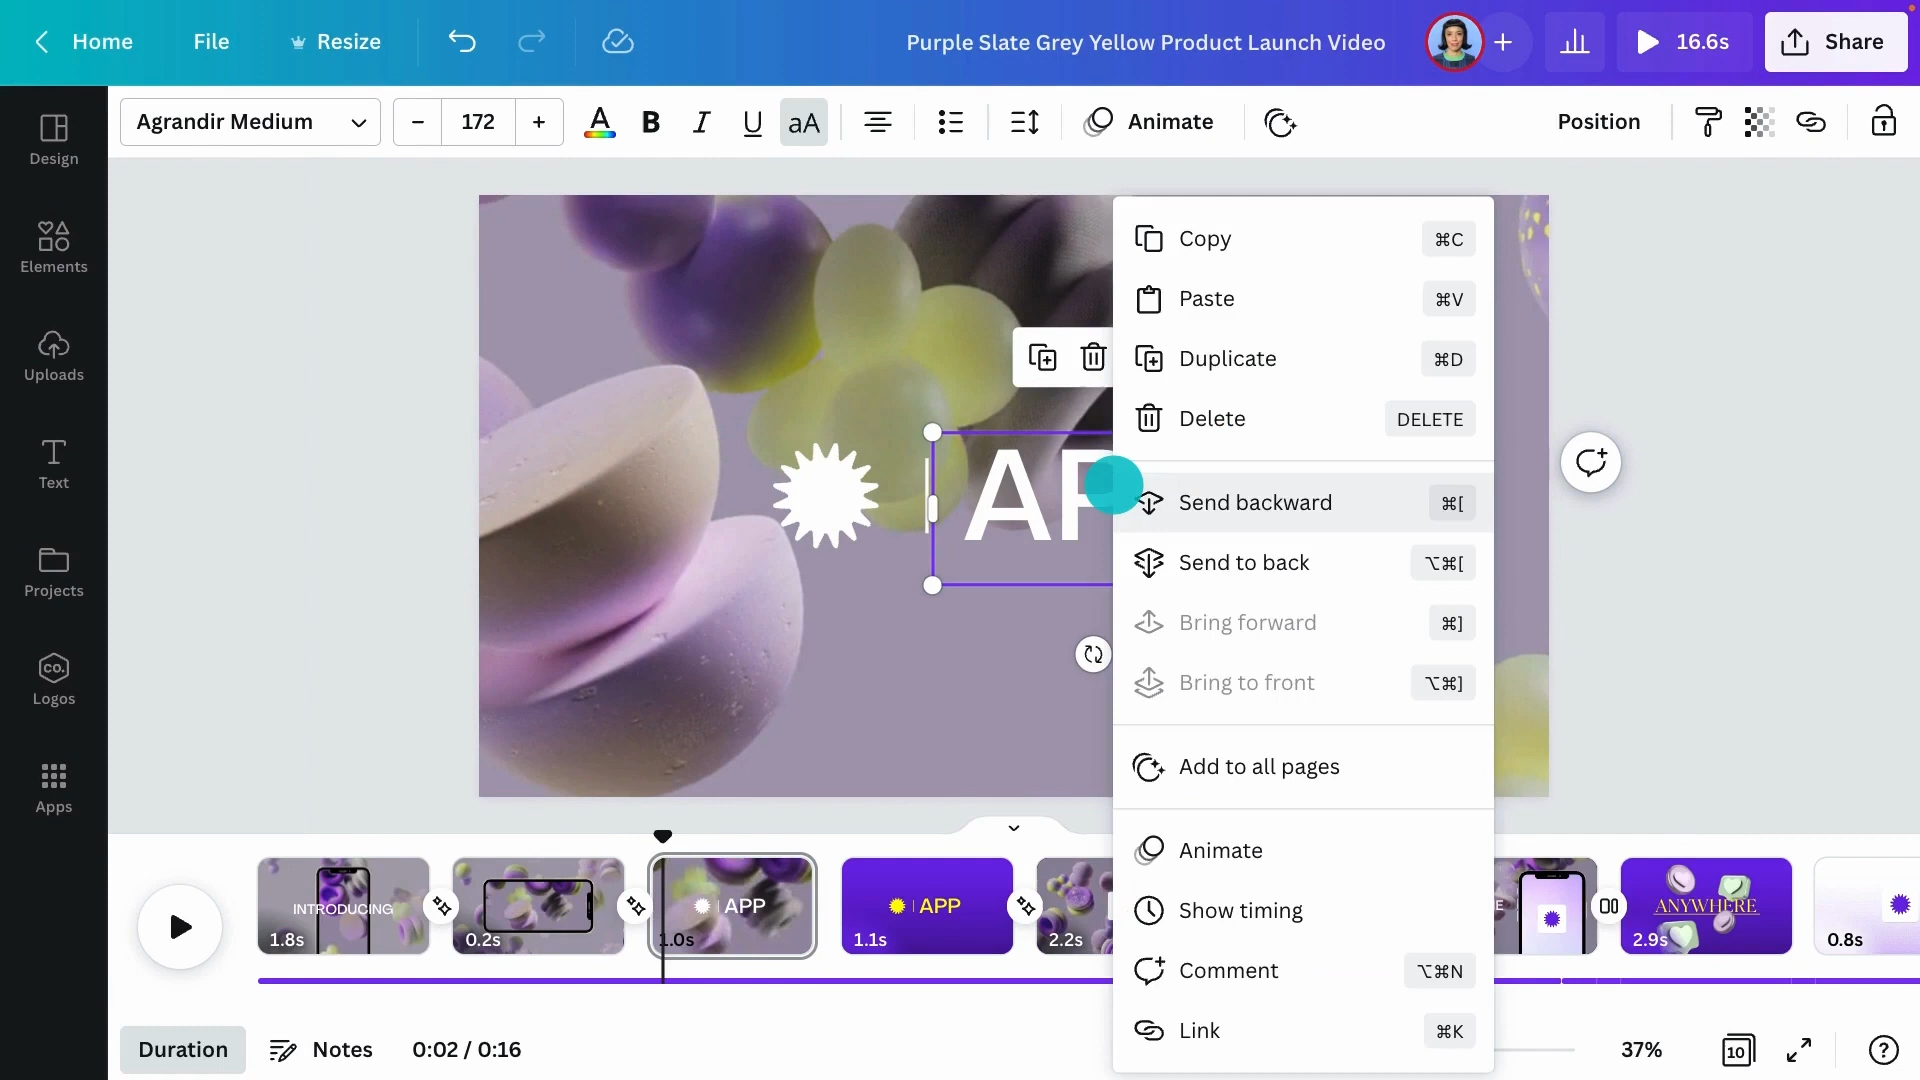 Home
File
Resize
Purple Slate Grey Yellow Product Launch Video
+
16.6s
Share
Agrandir Medium
− 172 +
A
B
I
U
aA
Animate
Position
Design
Elements
Uploads
Text
Projects
CO.
Logos
Apps
AP
Copy ⌘C
Paste ⌘V
Duplicate ⌘D
Delete DELETE
Send backward ⌘[
Send to back ⌥⌘[
Bring forward ⌘]
Bring to front ⌥⌘]
Add to all pages
Animate
Show timing
Comment ⌥⌘N
Link ⌘K
INTRODUCING
1.8s
0.2s
APP
1.0s
APP
1.1s
2.2s
E
ANYWHERE
2.9s
0.8s
Duration
Notes
0:02 / 0:16
37%
10
?